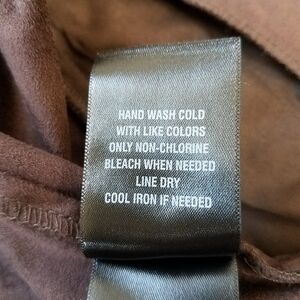 HAND WASH COLD
WITH LIKE COLORS
ONLY NON-CHLORINE
BLEACH WHEN NEEDED
LINE DRY
COOL IRON IF NEEDED